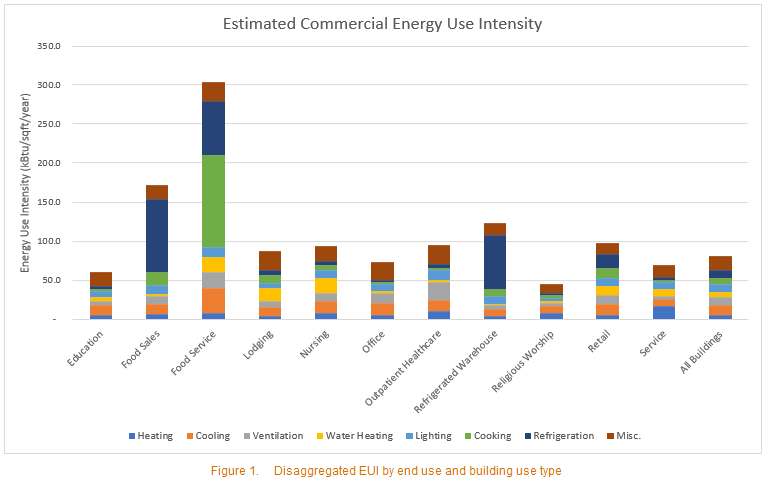 Estimated Commercial Energy Use Intensity
350.0
300.0
250.0
200.0
150.0
100.0
50.0
-
Energy Use Intensity (kBtu/sqft/year)
Education
Food Sales
Food Service
Lodging
Nursing
Office
Outpatient Healthcare
Refrigerated Warehouse
Religious Worship
Retail
Service
All Buildings
Heating Cooling Ventilation Water Heating Lighting Cooking Refrigeration Misc.
Figure 1. Disaggregated EUI by end use and building use type